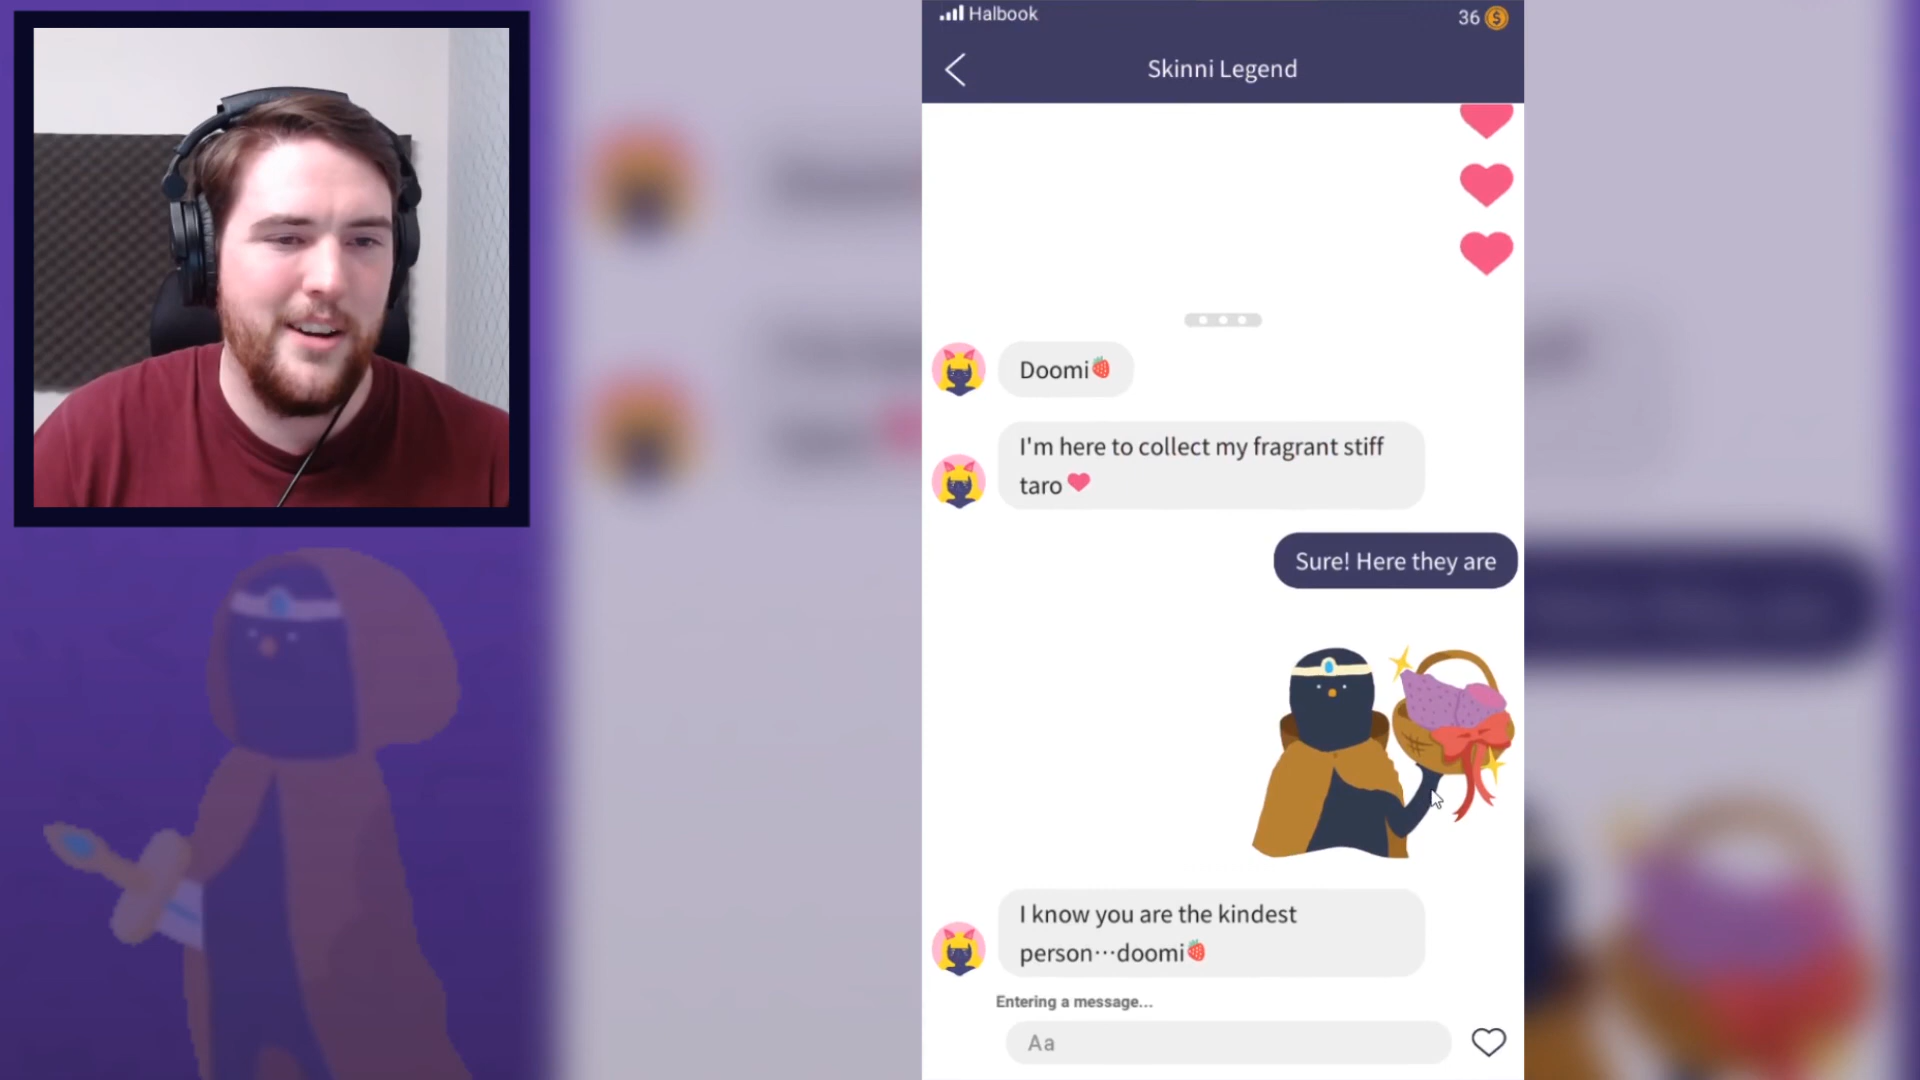 Halbook
36
Skinni Legend
Doomi🍓
I'm here to collect my fragrant stiff
taro ❤
Sure! Here they are
I know you are the kindest
person⋯doomi🍓
Entering a message...
Aa